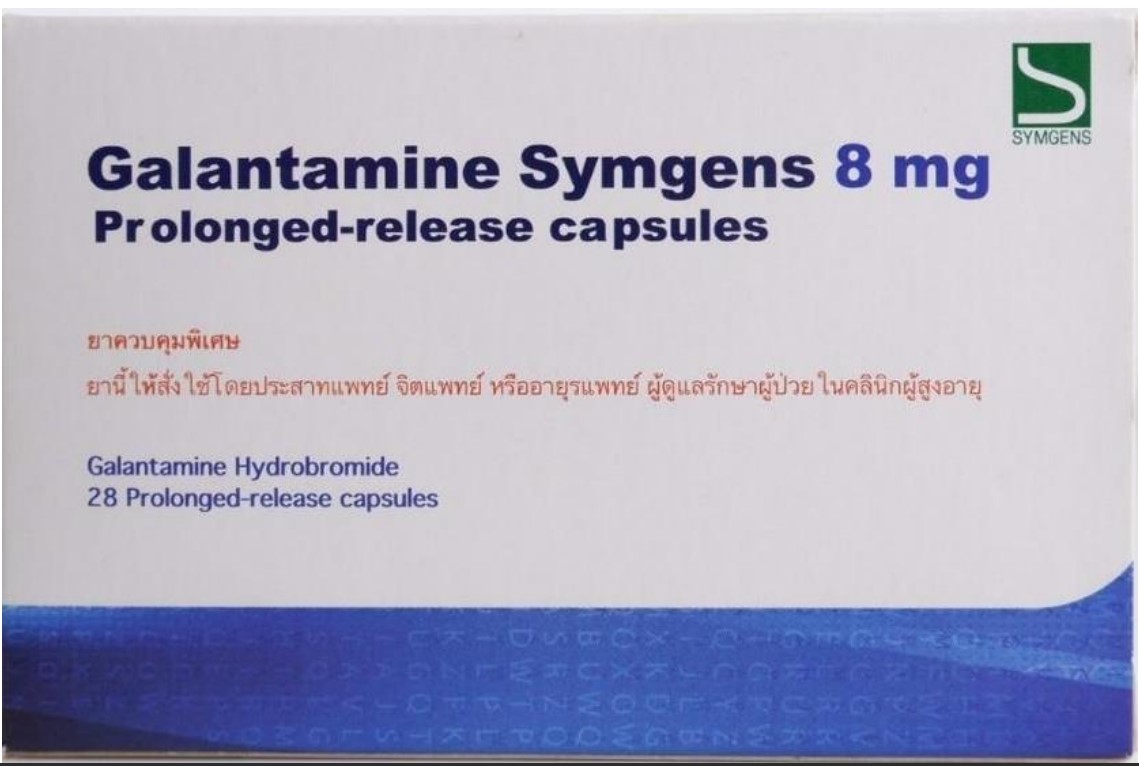 SYMGENS
Galantamine Symgens 8 mg
Prolonged-release capsules
ยาควบคุมพิเศษ
ยานี้ให้สั่งใช้โดยประสาทแพทย์ จิตแพทย์ หรืออายุรแพทย์ ผู้ดูแลรักษาผู้ป่วย ในคลินิกผู้สูงอายุ
Galantamine Hydrobromide
28 Prolonged-release capsules